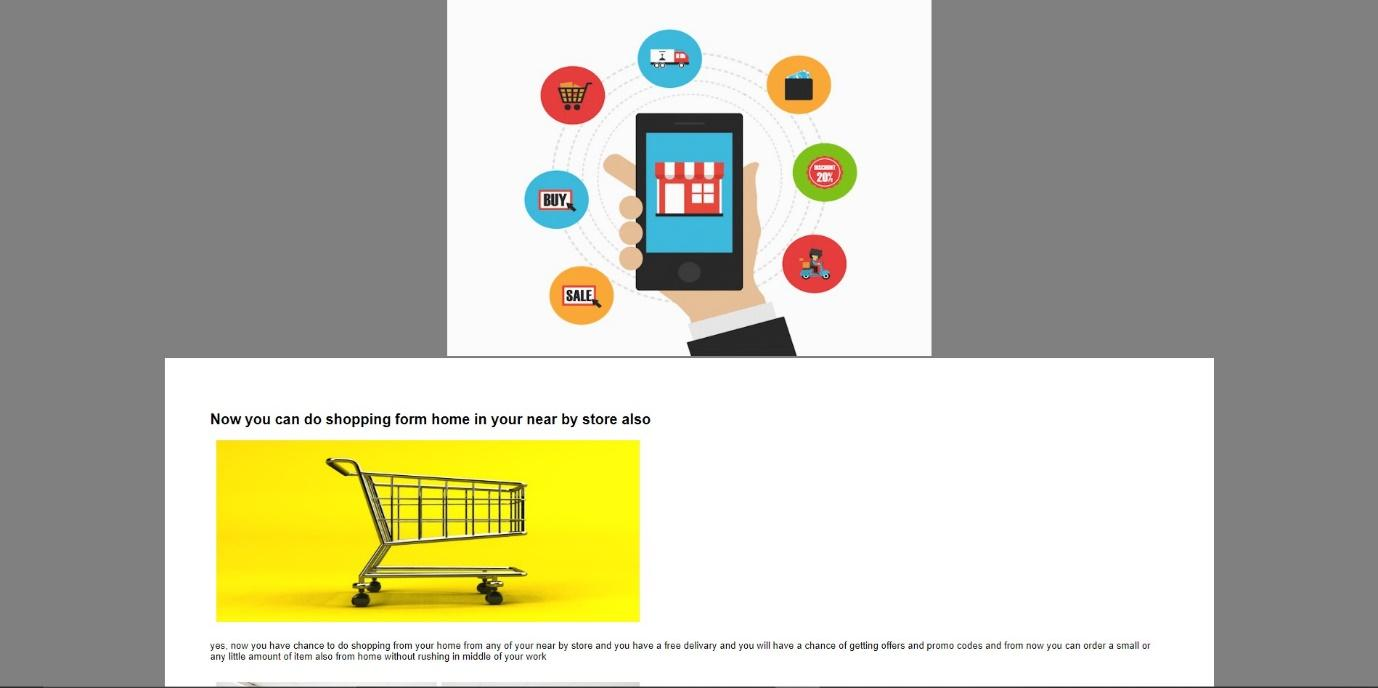 DISCOUNT
20%
BUY
SALE
Now you can do shopping form home in your near by store also
yes, now you have chance to do shopping from your home from any of your near by store and you have a free delivary and you will have a chance of getting offers and promo codes and from now you can order a small or
any little amount of item also from home without rushing in middle of your work